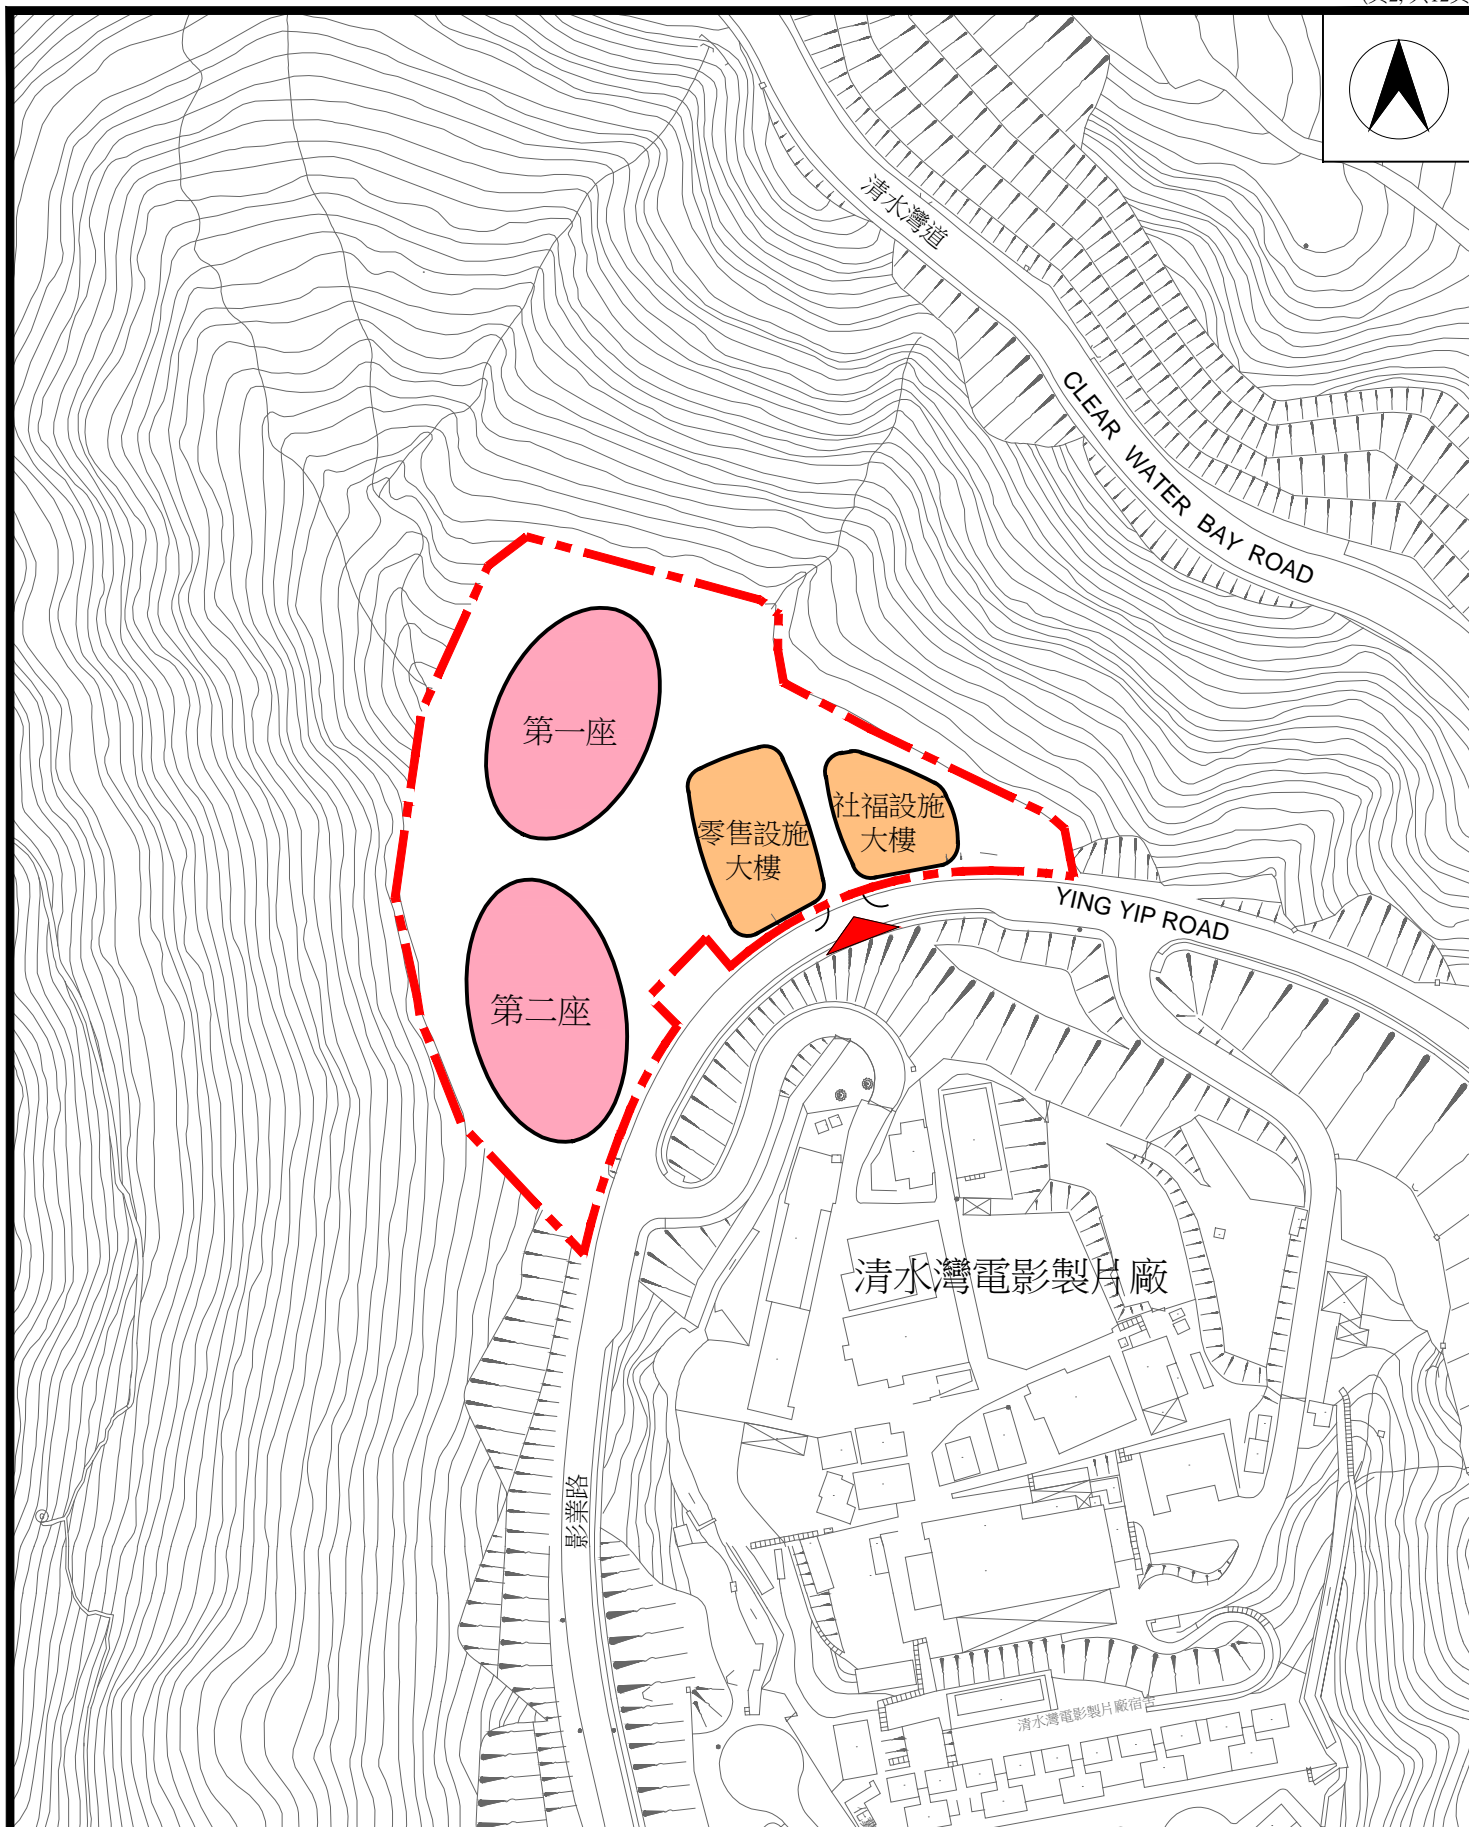 清水灣道
CLEAR WATER BAY ROAD
第一座
零售設施
大樓
社福設施
大樓
YING YIP ROAD
第二座
清水灣電影製片廠
影業路
清水灣電影製片廠宿舍